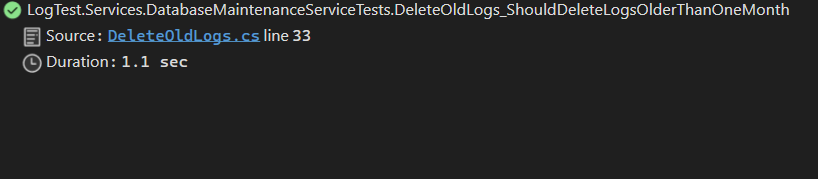 LogTest.Services.DatabaseMaintenanceServiceTests.DeleteOldLogs_ShouldDeleteLogsOlderThanOneMonth
Source: DeleteOldLogs.cs line 33
Duration: 1.1 sec